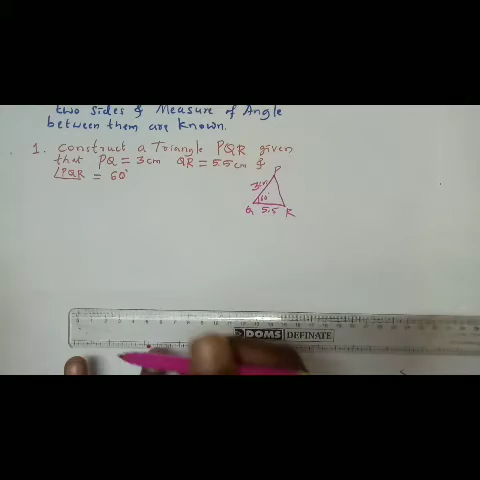 two sides & Measure of Angle
between them are known.
1. construct a Triangle PQR given
that PQ = 3cm QR = 5.5cm &
∠PQR = 60°
P
3cm
60°
Q 5.5 R
DOMS DEFINATE